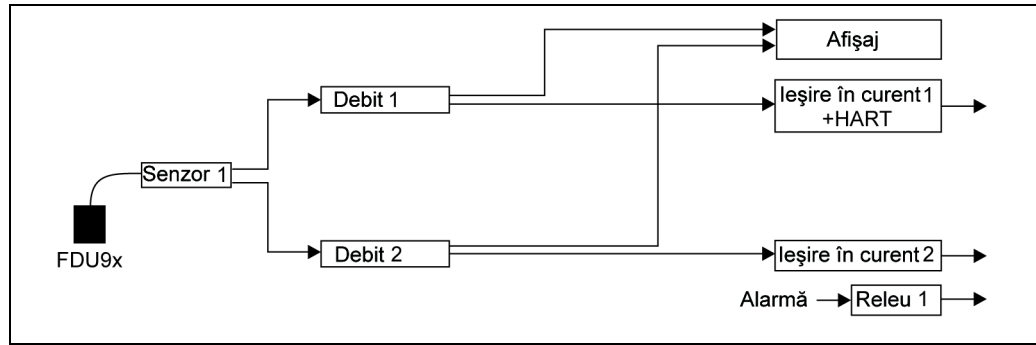 Afişaj
Debit 1
Ieşire în curent 1
+HART
Senzor 1
FDU9x
Debit 2
Ieşire în curent 2
Alarmă
Releu 1